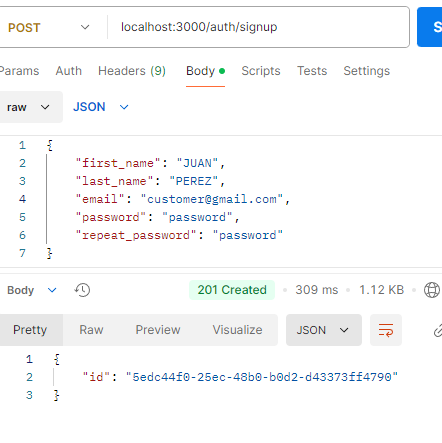 POST localhost:3000/auth/signup S
Params Auth Headers (9) Body Scripts Tests Settings
raw JSON
1 {
2 "first_name": "JUAN",
3 "last_name": "PEREZ",
4 "email": "customer@gmail.com",
5 "password": "password",
6 "repeat_password": "password"
7 }
Body 201 Created 309 ms 1.12 KB
Pretty Raw Preview Visualize JSON
1 {
2 "id": "5edc44f0-25ec-48b0-b0d2-d43373ff4790"
3 }